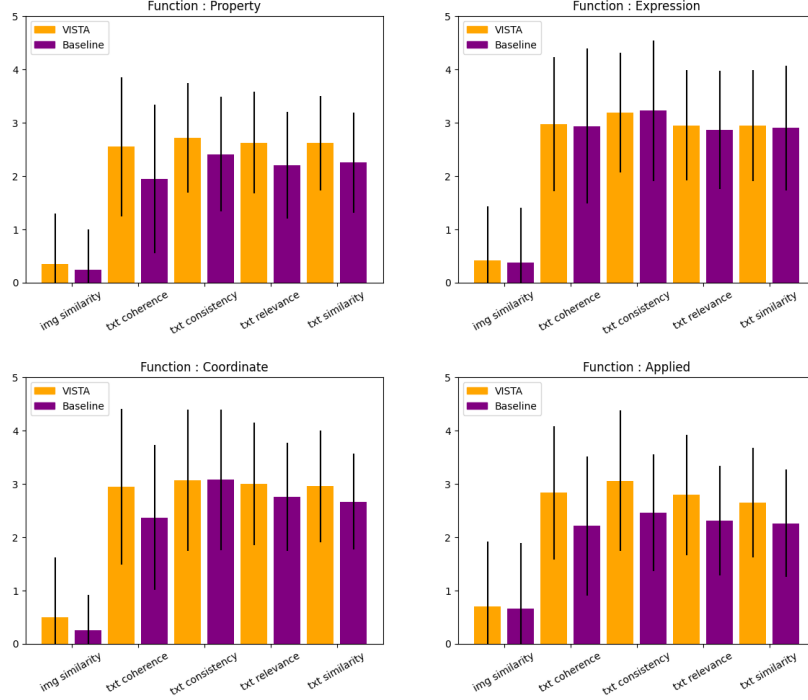 Function : Property
5
4
3
2
1
0
VISTA
Baseline
img similarity
txt coherence
txt consistency
txt relevance
txt similarity
Function : Expression
5
4
3
2
1
0
VISTA
Baseline
img similarity
txt coherence
txt consistency
txt relevance
txt similarity
Function : Coordinate
5
4
3
2
1
0
VISTA
Baseline
img similarity
txt coherence
txt consistency
txt relevance
txt similarity
Function : Applied
5
4
3
2
1
0
VISTA
Baseline
img similarity
txt coherence
txt consistency
txt relevance
txt similarity